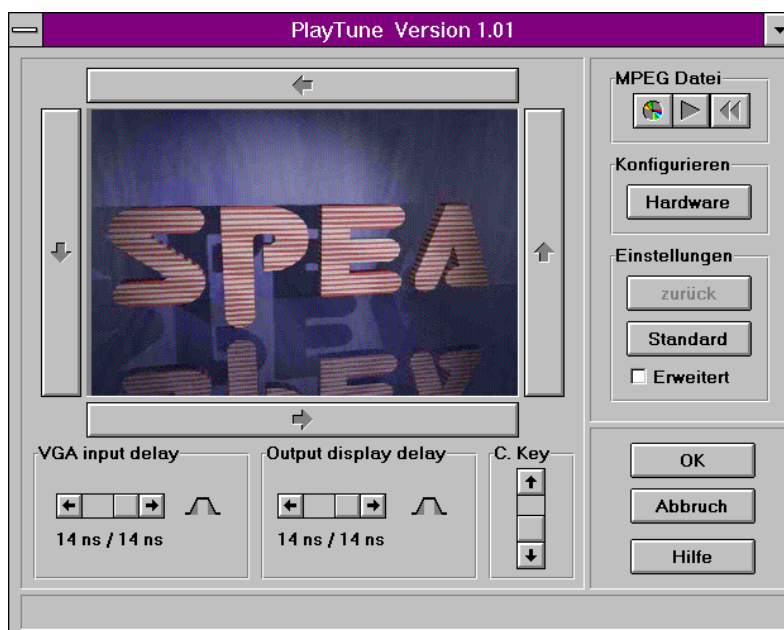 PlayTune Version 1.01
SPEA
MPEG Datei
Konfigurieren
Hardware
Einstellungen
zurück
Standard
Erweitert
VGA input delay
14 ns / 14 ns
Output display delay
14 ns / 14 ns
C. Key
OK
Abbruch
Hilfe